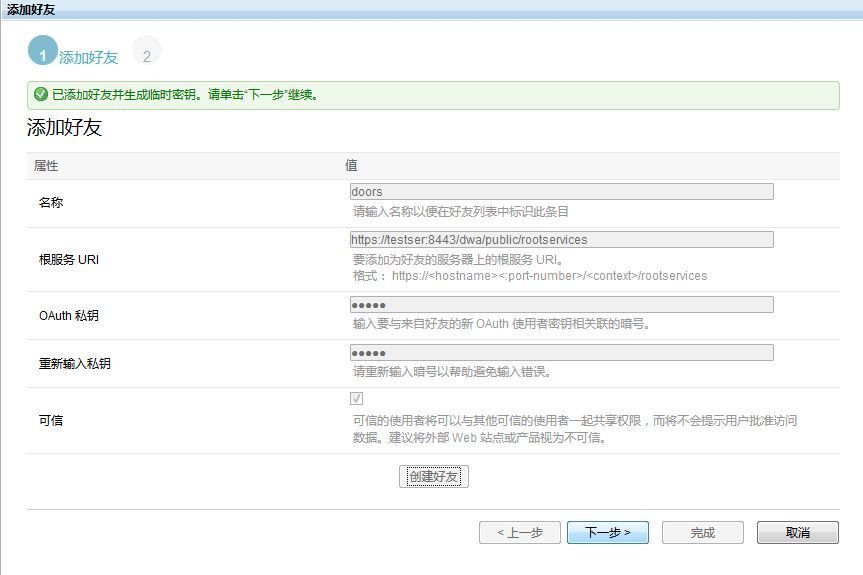 添加好友
1 添加好友 2
已添加好友并生成临时密钥。请单击“下一步”继续。
添加好友
属性 值
名称 doors
请输入名称以便在好友列表中标识此条目
根服务 URI https://testser:8443/dwa/public/rootservices
要添加为好友的服务器上的根服务 URI。
格式： https://<hostname><:port-number>/<context>/rootservices
OAuth 私钥 ●●●●●
输入要与来自好友的新 OAuth 使用者密钥相关联的暗号。
重新输入私钥 ●●●●●
请重新输入暗号以帮助避免输入错误。
可信
可信的使用者将可以与其他可信的使用者一起共享权限，而将不会提示用户批准访问
数据。建议将外部 Web 站点或产品视为不可信。
创建好友
< 上一步 下一步 > 完成 取消